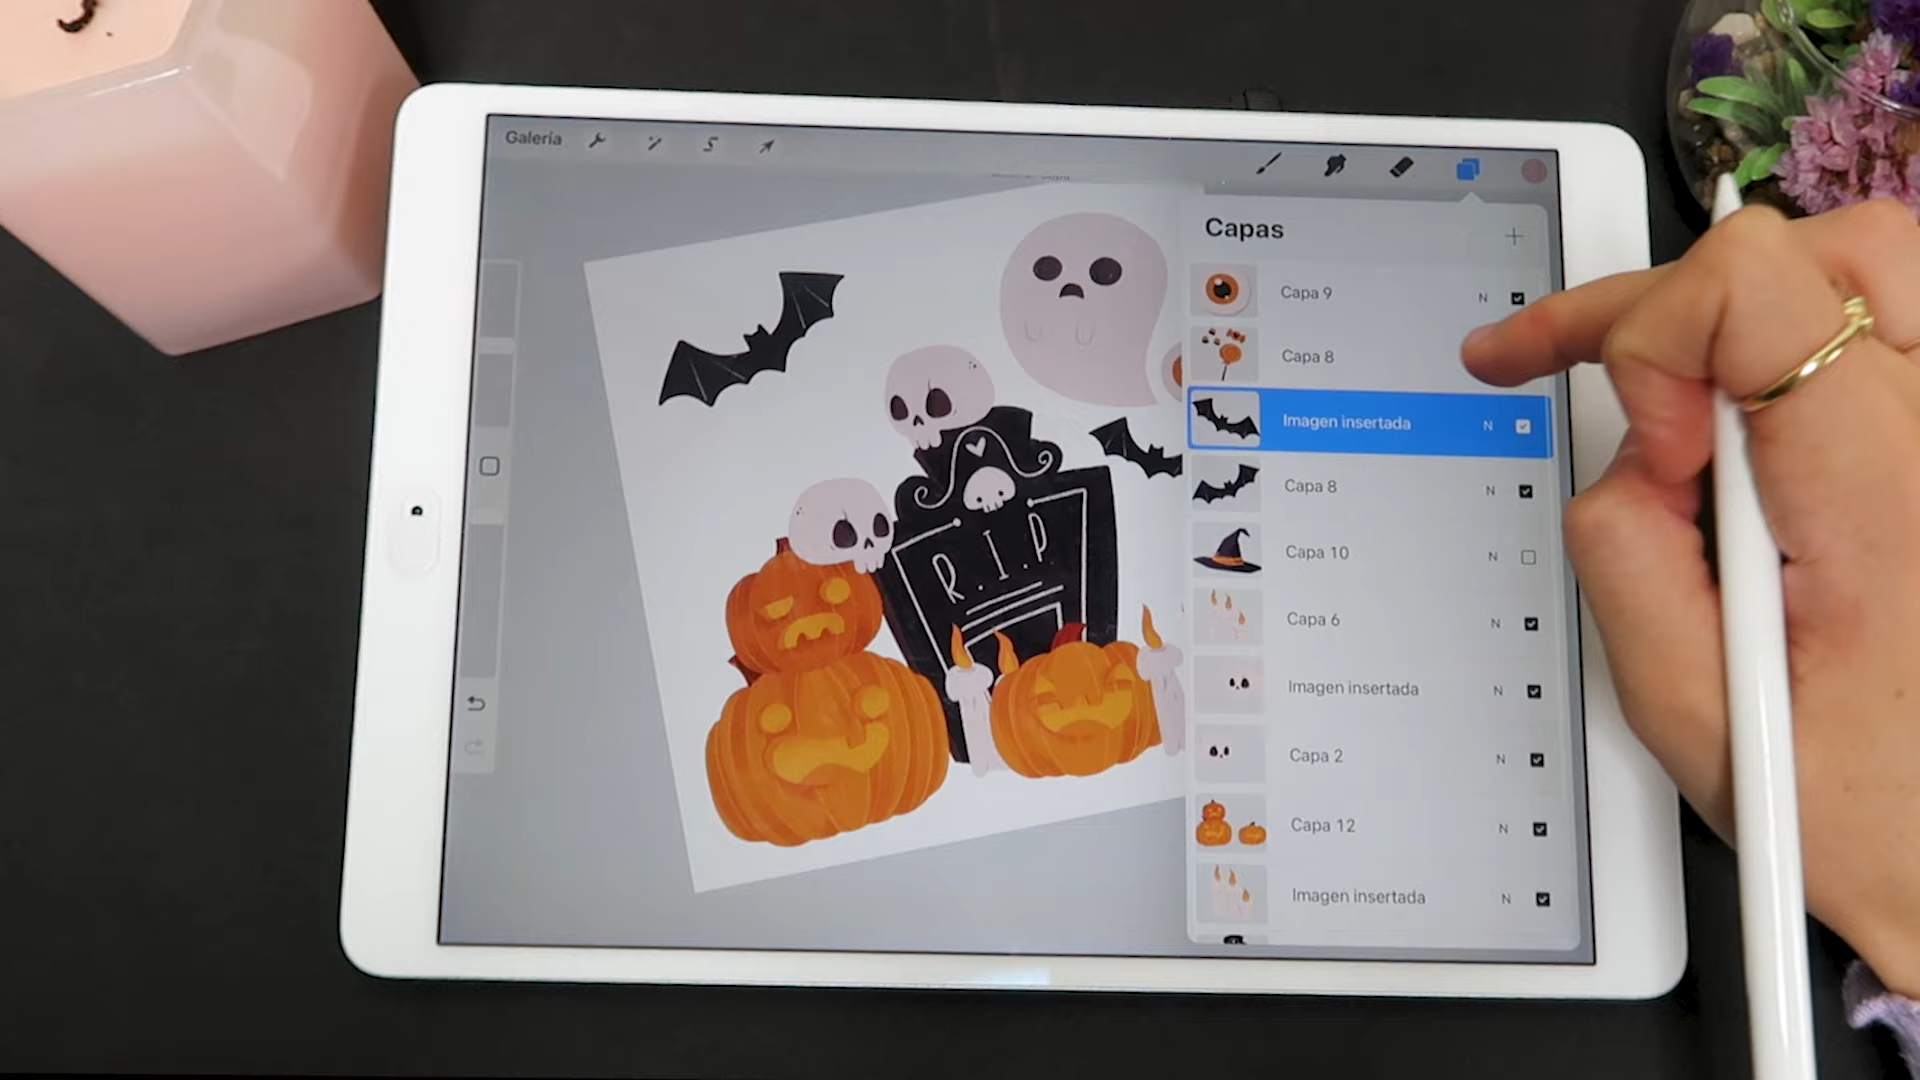 Galería
Capas
Capa 9 N
Capa 8
Imagen insertada N
Capa 8 N
Capa 10 N
Capa 6 N
Imagen insertada N
Capa 2 N
Capa 12 N
Imagen insertada N
R.I.P